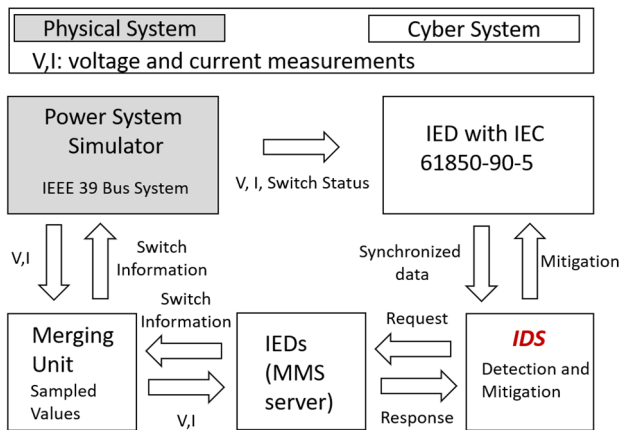 Physical System
Cyber System
V,I: voltage and current measurements
Power System
Simulator
IEEE 39 Bus System
V, I, Switch Status
IED with IEC
61850-90-5
V,I
Switch
Information
Synchronized
data
Mitigation
Merging
Unit
Sampled
Values
Switch
Information
V,I
IEDs
(MMS
server)
Request
Response
IDS
Detection and
Mitigation